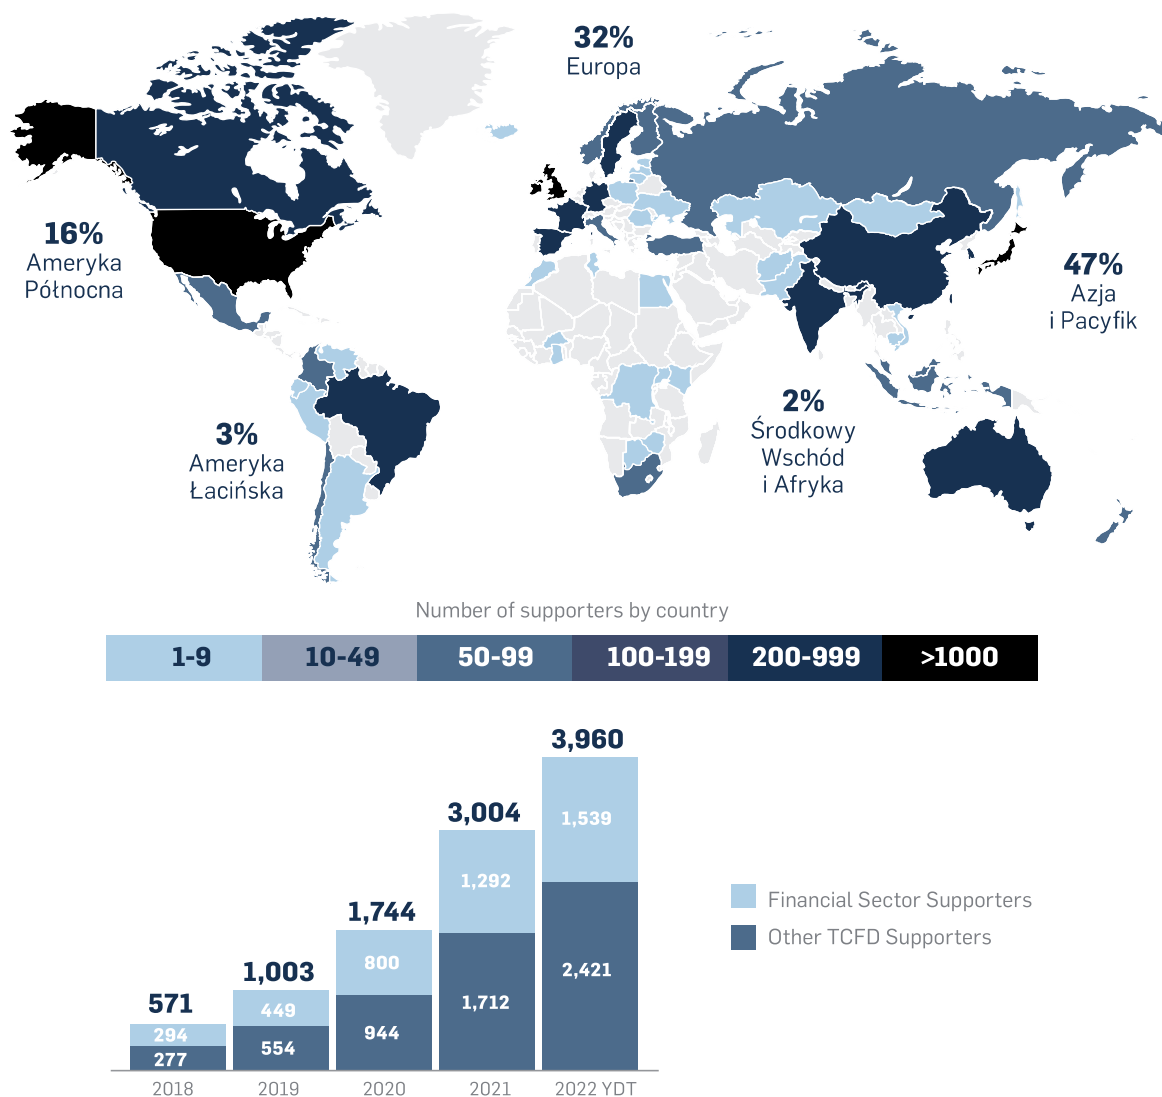 32%
Europa
16%
Ameryka
Północna
47%
Azja
i Pacyfik
2%
Środkowy
Wschód
i Afryka
3%
Ameryka
Łacińska
Number of supporters by country
1-9 10-49 50-99 100-199 200-999 >1000
3,960
1,539
2,421
3,004
1,292
1,712
1,744
800
944
1,003
449
554
571
294
277
Financial Sector Supporters
Other TCFD Supporters
2018 2019 2020 2021 2022 YDT